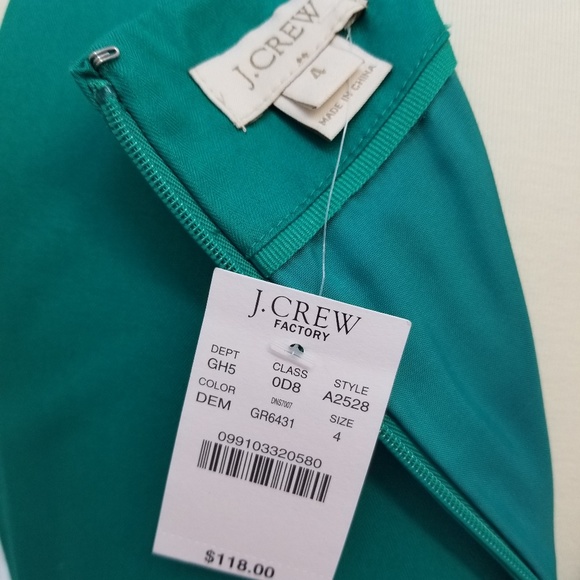 J.CREW
4
MADE IN CHINA
J.CREW
FACTORY
DEPT CLASS STYLE
GH5 0D8 A2528
COLOR DNS7907 SIZE
DEM GR6431 4
099103320580
$118.00